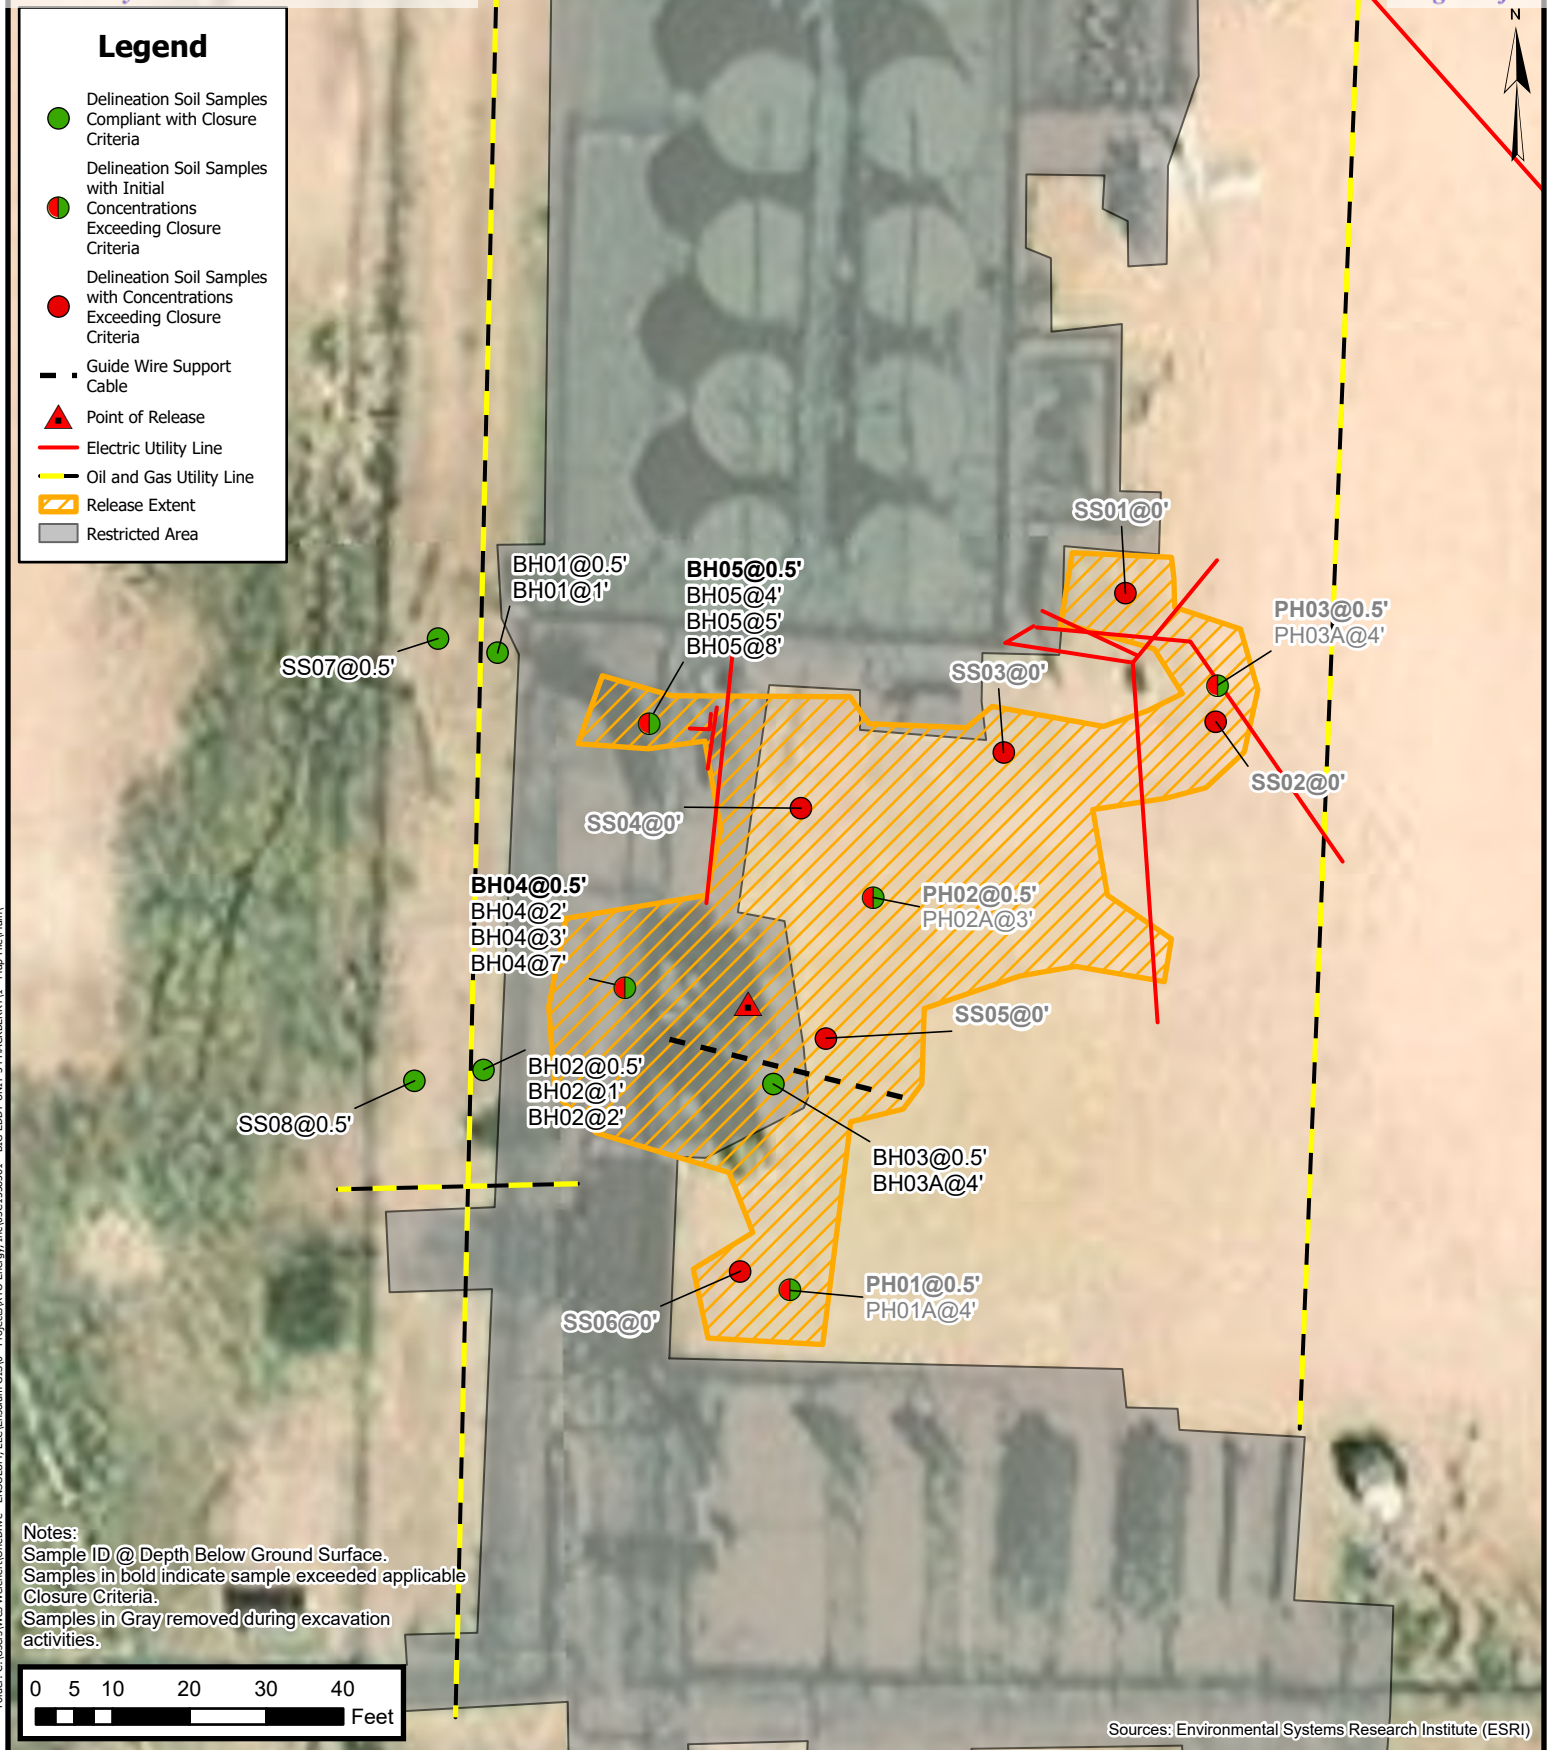 N
Legend
Delineation Soil Samples
Compliant with Closure
Criteria
Delineation Soil Samples
with Initial
Concentrations
Exceeding Closure
Criteria
Delineation Soil Samples
with Concentrations
Exceeding Closure
Criteria
Guide Wire Support
Cable
Point of Release
Electric Utility Line
Oil and Gas Utility Line
Release Extent
Restricted Area
SS01@0'
BH01@0.5'
BH01@1'
BH05@0.5'
BH05@4'
BH05@5'
BH05@8'
PH03@0.5'
PH03A@4'
SS07@0.5'
SS03@0'
SS02@0'
SS04@0'
BH04@0.5'
BH04@2'
BH04@3'
BH04@7'
PH02@0.5'
PH02A@3'
SS05@0'
BH02@0.5'
BH02@1'
BH02@2'
SS08@0.5'
BH03@0.5'
BH03A@4'
PH01@0.5'
PH01A@4'
SS06@0'
Notes:
Sample ID @ Depth Below Ground Surface.
Samples in bold indicate sample exceeded applicable
Closure Criteria.
Samples in Gray removed during excavation
activities.
0 5 10 20 30 40
Feet
Sources: Environmental Systems Research Institute (ESRI)